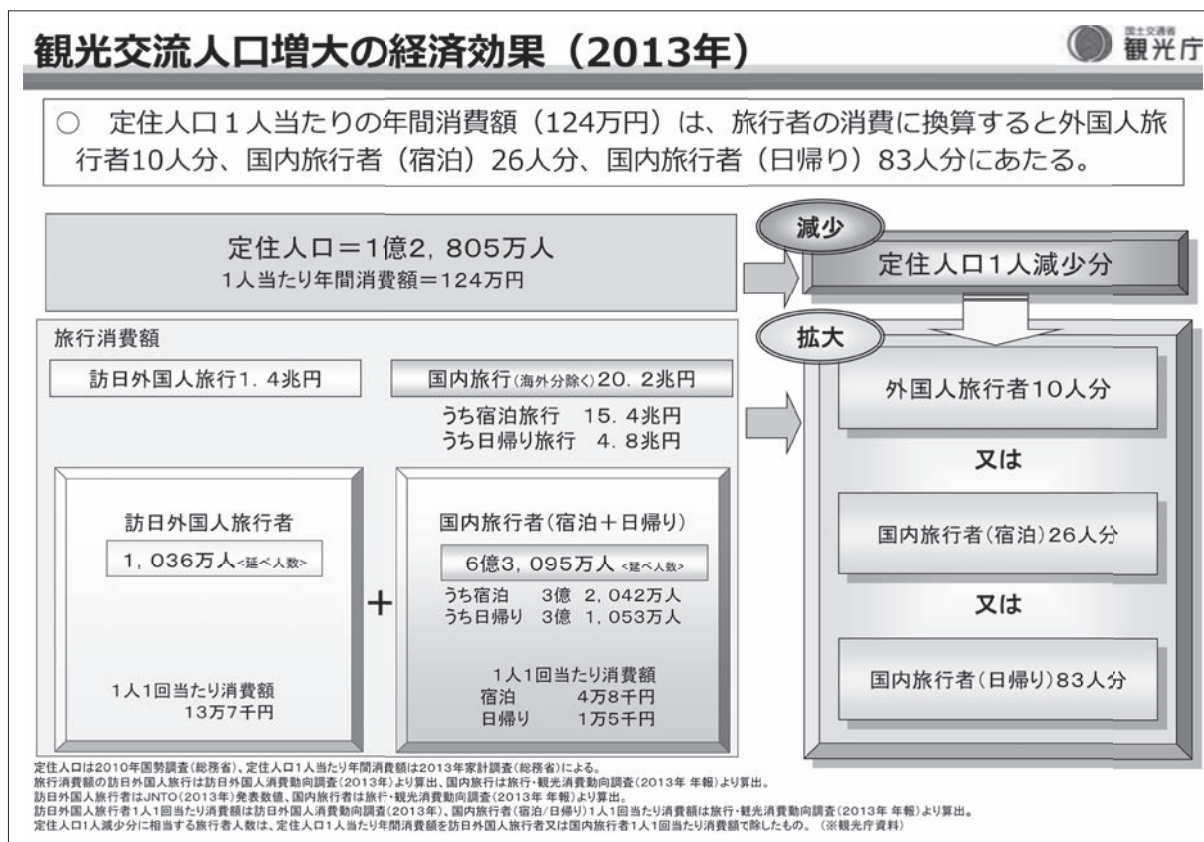 観光交流人口増大の経済効果（2013年）
国土交通省
観光庁
○　定住人口１人当たりの年間消費額（124万円）は、旅行者の消費に換算すると外国人旅
行者10人分、国内旅行者（宿泊）26人分、国内旅行者（日帰り）83人分にあたる。
定住人口＝1億2，805万人
1人当たり年間消費額＝124万円
減少
定住人口1人減少分
旅行消費額
訪日外国人旅行1．4兆円
国内旅行(海外分除く)20．2兆円
うち宿泊旅行　15．4兆円
うち日帰り旅行　4．8兆円
訪日外国人旅行者
1，036万人<延べ人数>
1人1回当たり消費額
13万7千円
＋
国内旅行者(宿泊＋日帰り)
6億3，095万人 <延べ人数>
うち宿泊　3億 2，042万人
うち日帰り　3億 1，053万人
1人1回当たり消費額
宿泊　4万8千円
日帰り　1万5千円
拡大
外国人旅行者10人分
又は
国内旅行者(宿泊)26人分
又は
国内旅行者(日帰り)83人分
定住人口は2010年国勢調査(総務省)、定住人口1人当たり年間消費額は2013年家計調査(総務省)による。
旅行消費額の訪日外国人旅行は訪日外国人消費動向調査(2013年)より算出、国内旅行は旅行・観光消費動向調査(2013年 年報)より算出。
訪日外国人旅行者はJNTO(2013年)発表数値、国内旅行者は旅行・観光消費動向調査(2013年 年報)より算出。
訪日外国人旅行者1人1回当たり消費額は訪日外国人消費動向調査(2013年)、国内旅行者(宿泊/日帰り)1人1回当たり消費額は旅行・観光消費動向調査(2013年 年報)より算出。
定住人口1人減少分に相当する旅行者人数は、定住人口1人当たり年間消費額を訪日外国人旅行者又は国内旅行者1人1回当たり消費額で除したもの。（※観光庁資料）